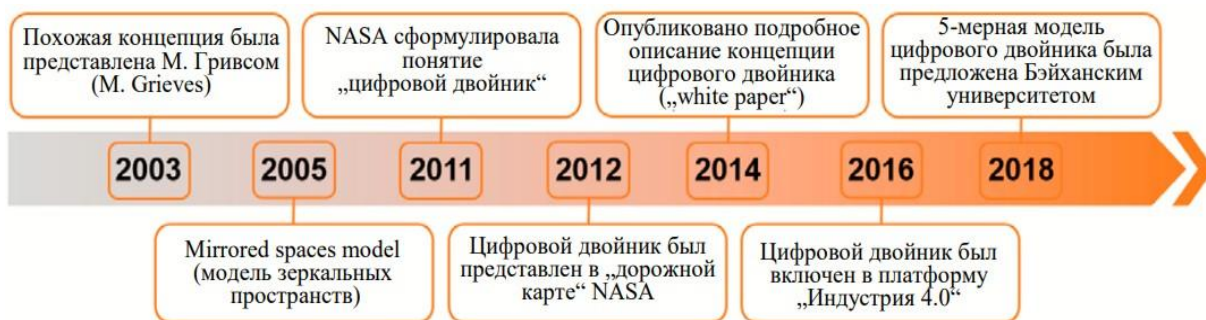 Похожая концепция была
представлена М. Гривсом
(M. Grieves)
NASA сформулировала
понятие
„цифровой двойник“
Опубликовано подробное
описание концепции
цифрового двойника
(„white paper“)
5-мерная модель
цифрового двойника была
предложена Бэйханским
университетом
2003
2005
2011
2012
2014
2016
2018
Mirrored spaces model
(модель зеркальных
пространств)
Цифровой двойник был
представлен в „дорожной
карте“ NASA
Цифровой двойник был
включен в платформу
„Индустрия 4.0“